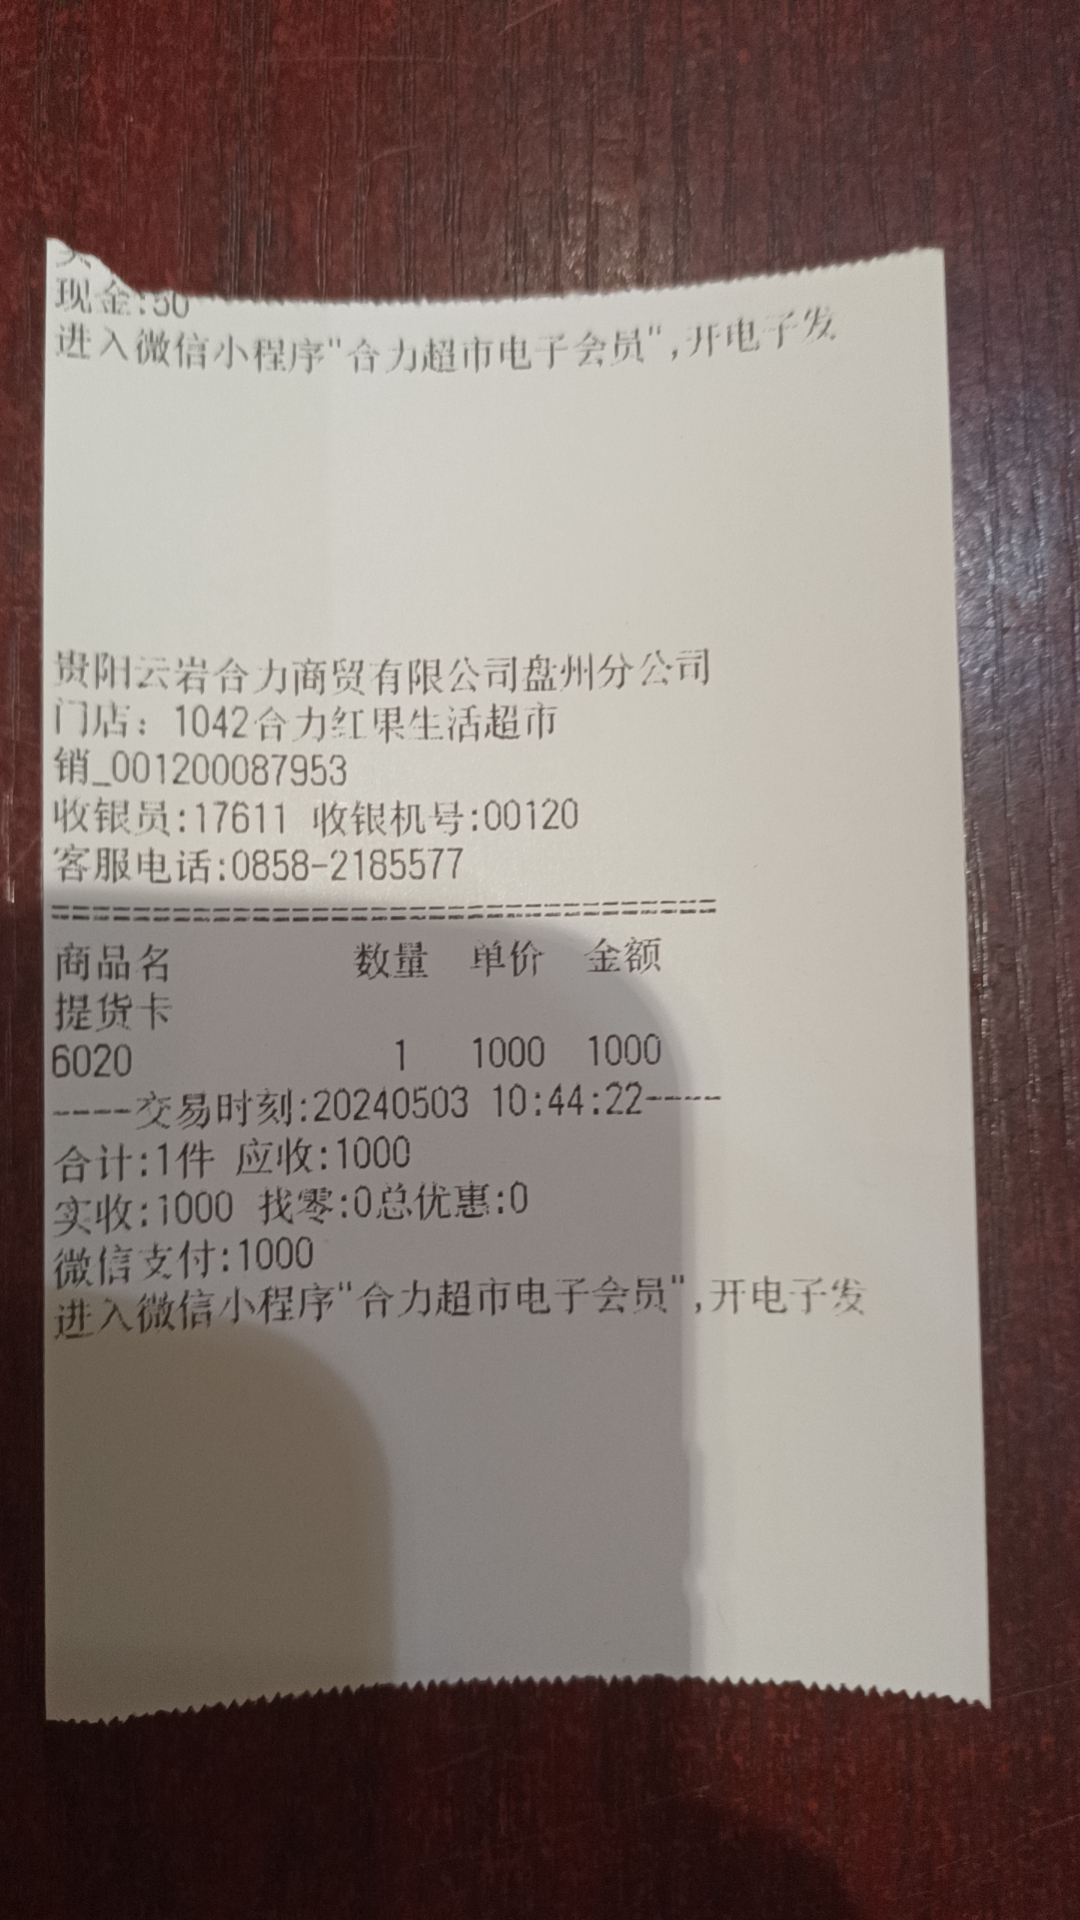 现金:50
进入微信小程序"合力超市电子会员",开电子发
贵阳云岩合力商贸有限公司盘州分公司
门店：1042合力红果生活超市
销_001200087953
收银员:17611 收银机号:00120
客服电话:0858-2185577
===================================
商品名 数量 单价 金额
提货卡
6020 1 1000 1000
----交易时刻:20240503 10:44:22----
合计:1件 应收:1000
实收:1000 找零:0总优惠:0
微信支付:1000
进入微信小程序"合力超市电子会员",开电子发